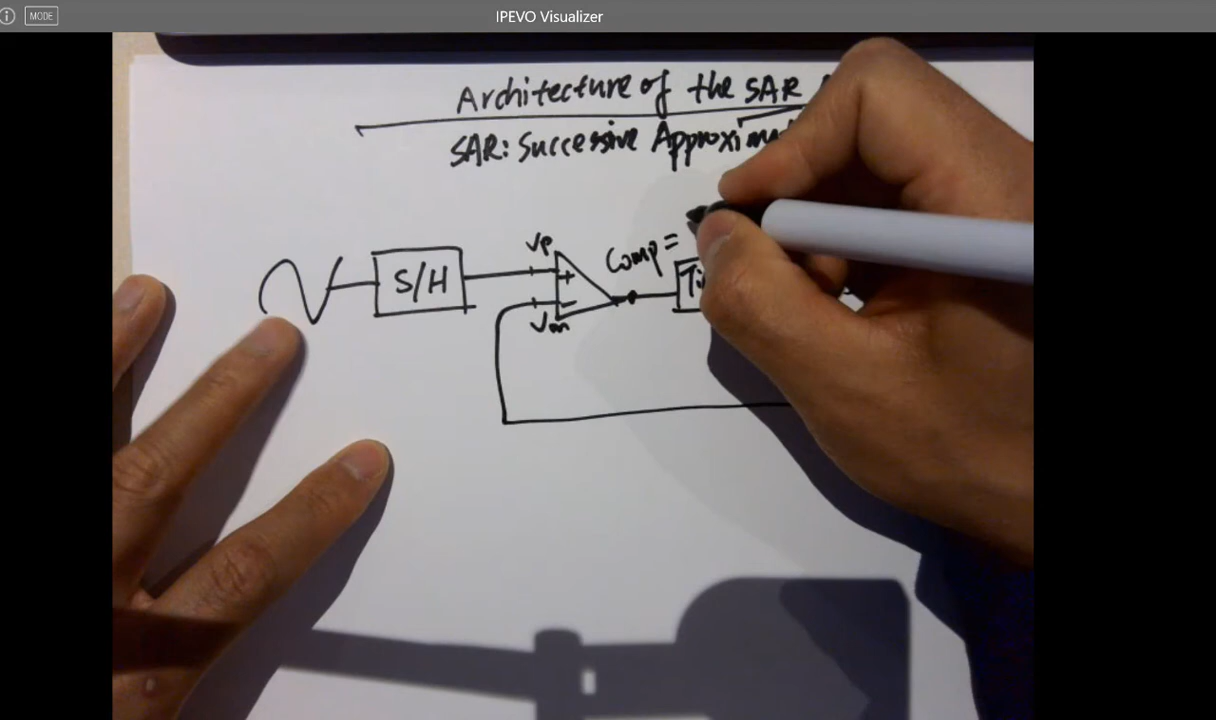 MODE
IPEVO Visualizer
Architecture of the SAR
SAR: Successive
Vp
Comp =
S/H
+
Vm